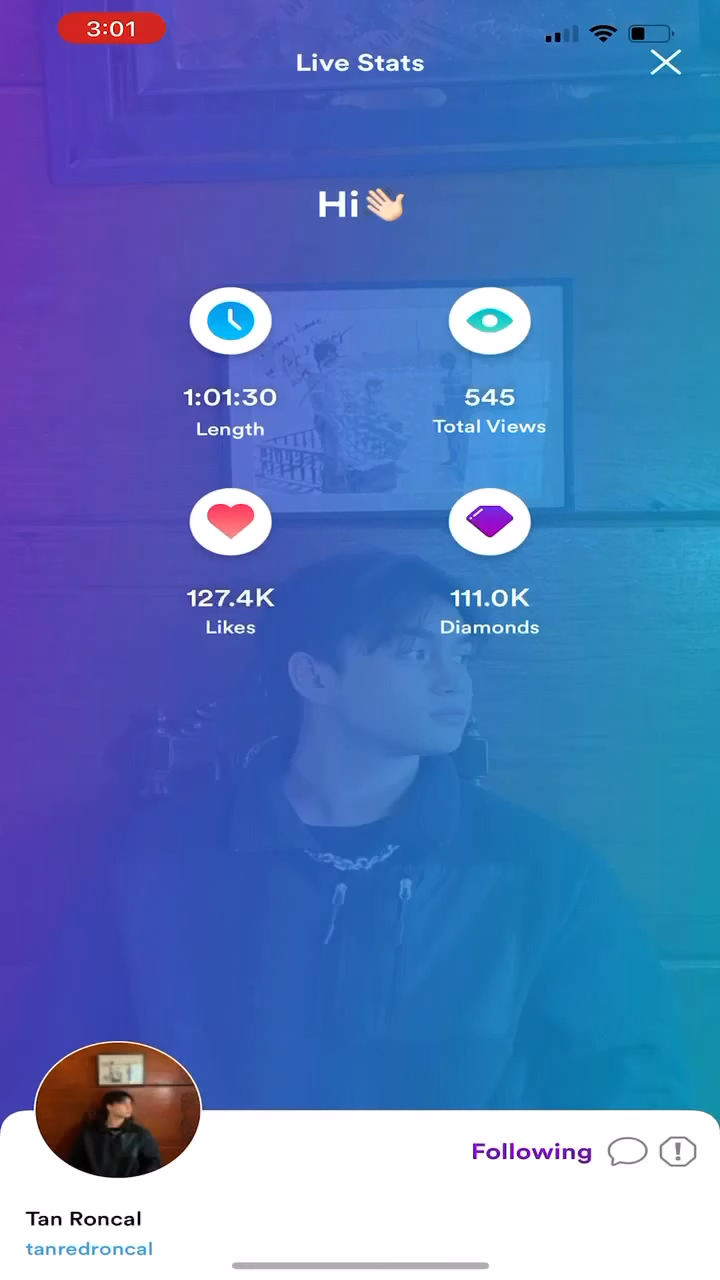 3:01
Live Stats
Hi👋🏻
1:01:30
Length
545
Total Views
127.4K
Likes
111.0K
Diamonds
Following
Tan Roncal
tanredroncal